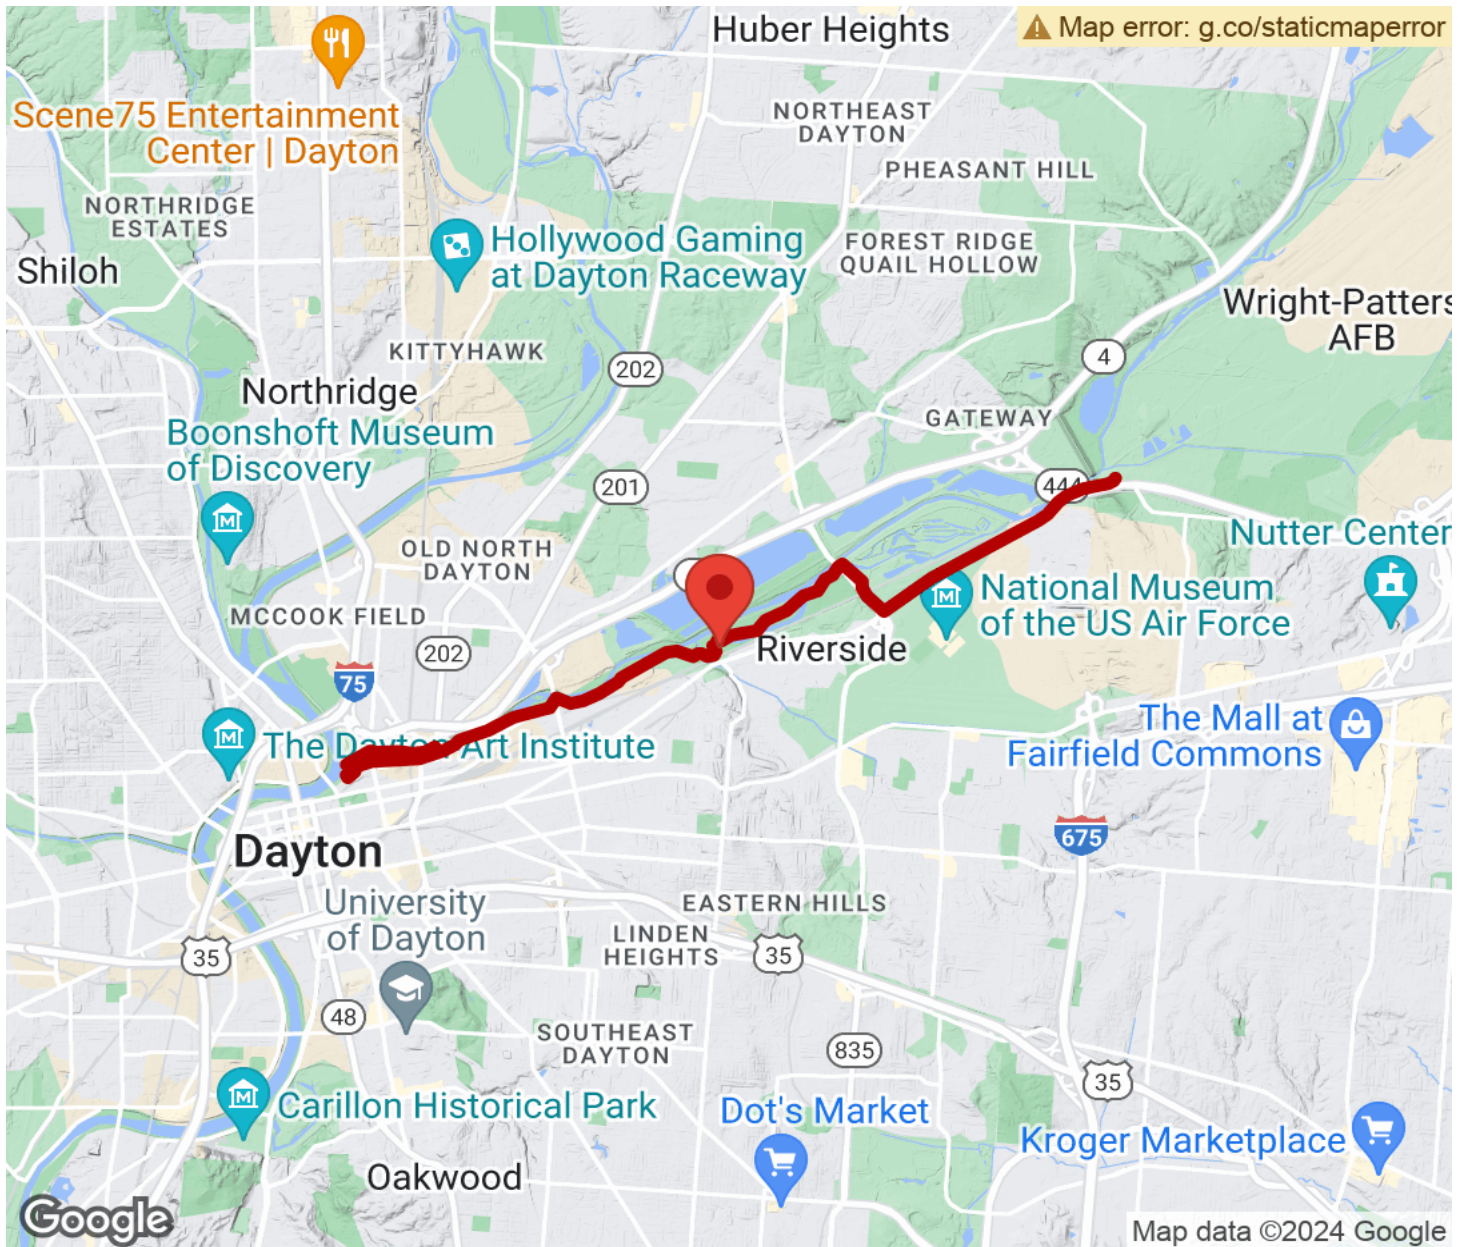 Huber Heights
Map error: g.co/staticmaperror
Scene75 Entertainment
Center | Dayton
NORTHEAST
DAYTON
PHEASANT HILL
NORTHRIDGE
ESTATES
Shiloh
Hollywood Gaming
at Dayton Raceway
FOREST RIDGE
QUAIL HOLLOW
Wright-Patters
AFB
KITTYHAWK
202
4
Northridge
GATEWAY
Boonshoft Museum
of Discovery
201
444
OLD NORTH
DAYTON
Nutter Center
National Museum
of the US Air Force
MCCOOK FIELD
202
Riverside
75
The Mall at
Fairfield Commons
The Dayton Art Institute
Dayton
675
University
of Dayton
EASTERN HILLS
LINDEN
HEIGHTS
35
35
48
SOUTHEAST
DAYTON
835
35
Carillon Historical Park
Dot's Market
Kroger Marketplace
Oakwood
Google
Map data ©2024 Google